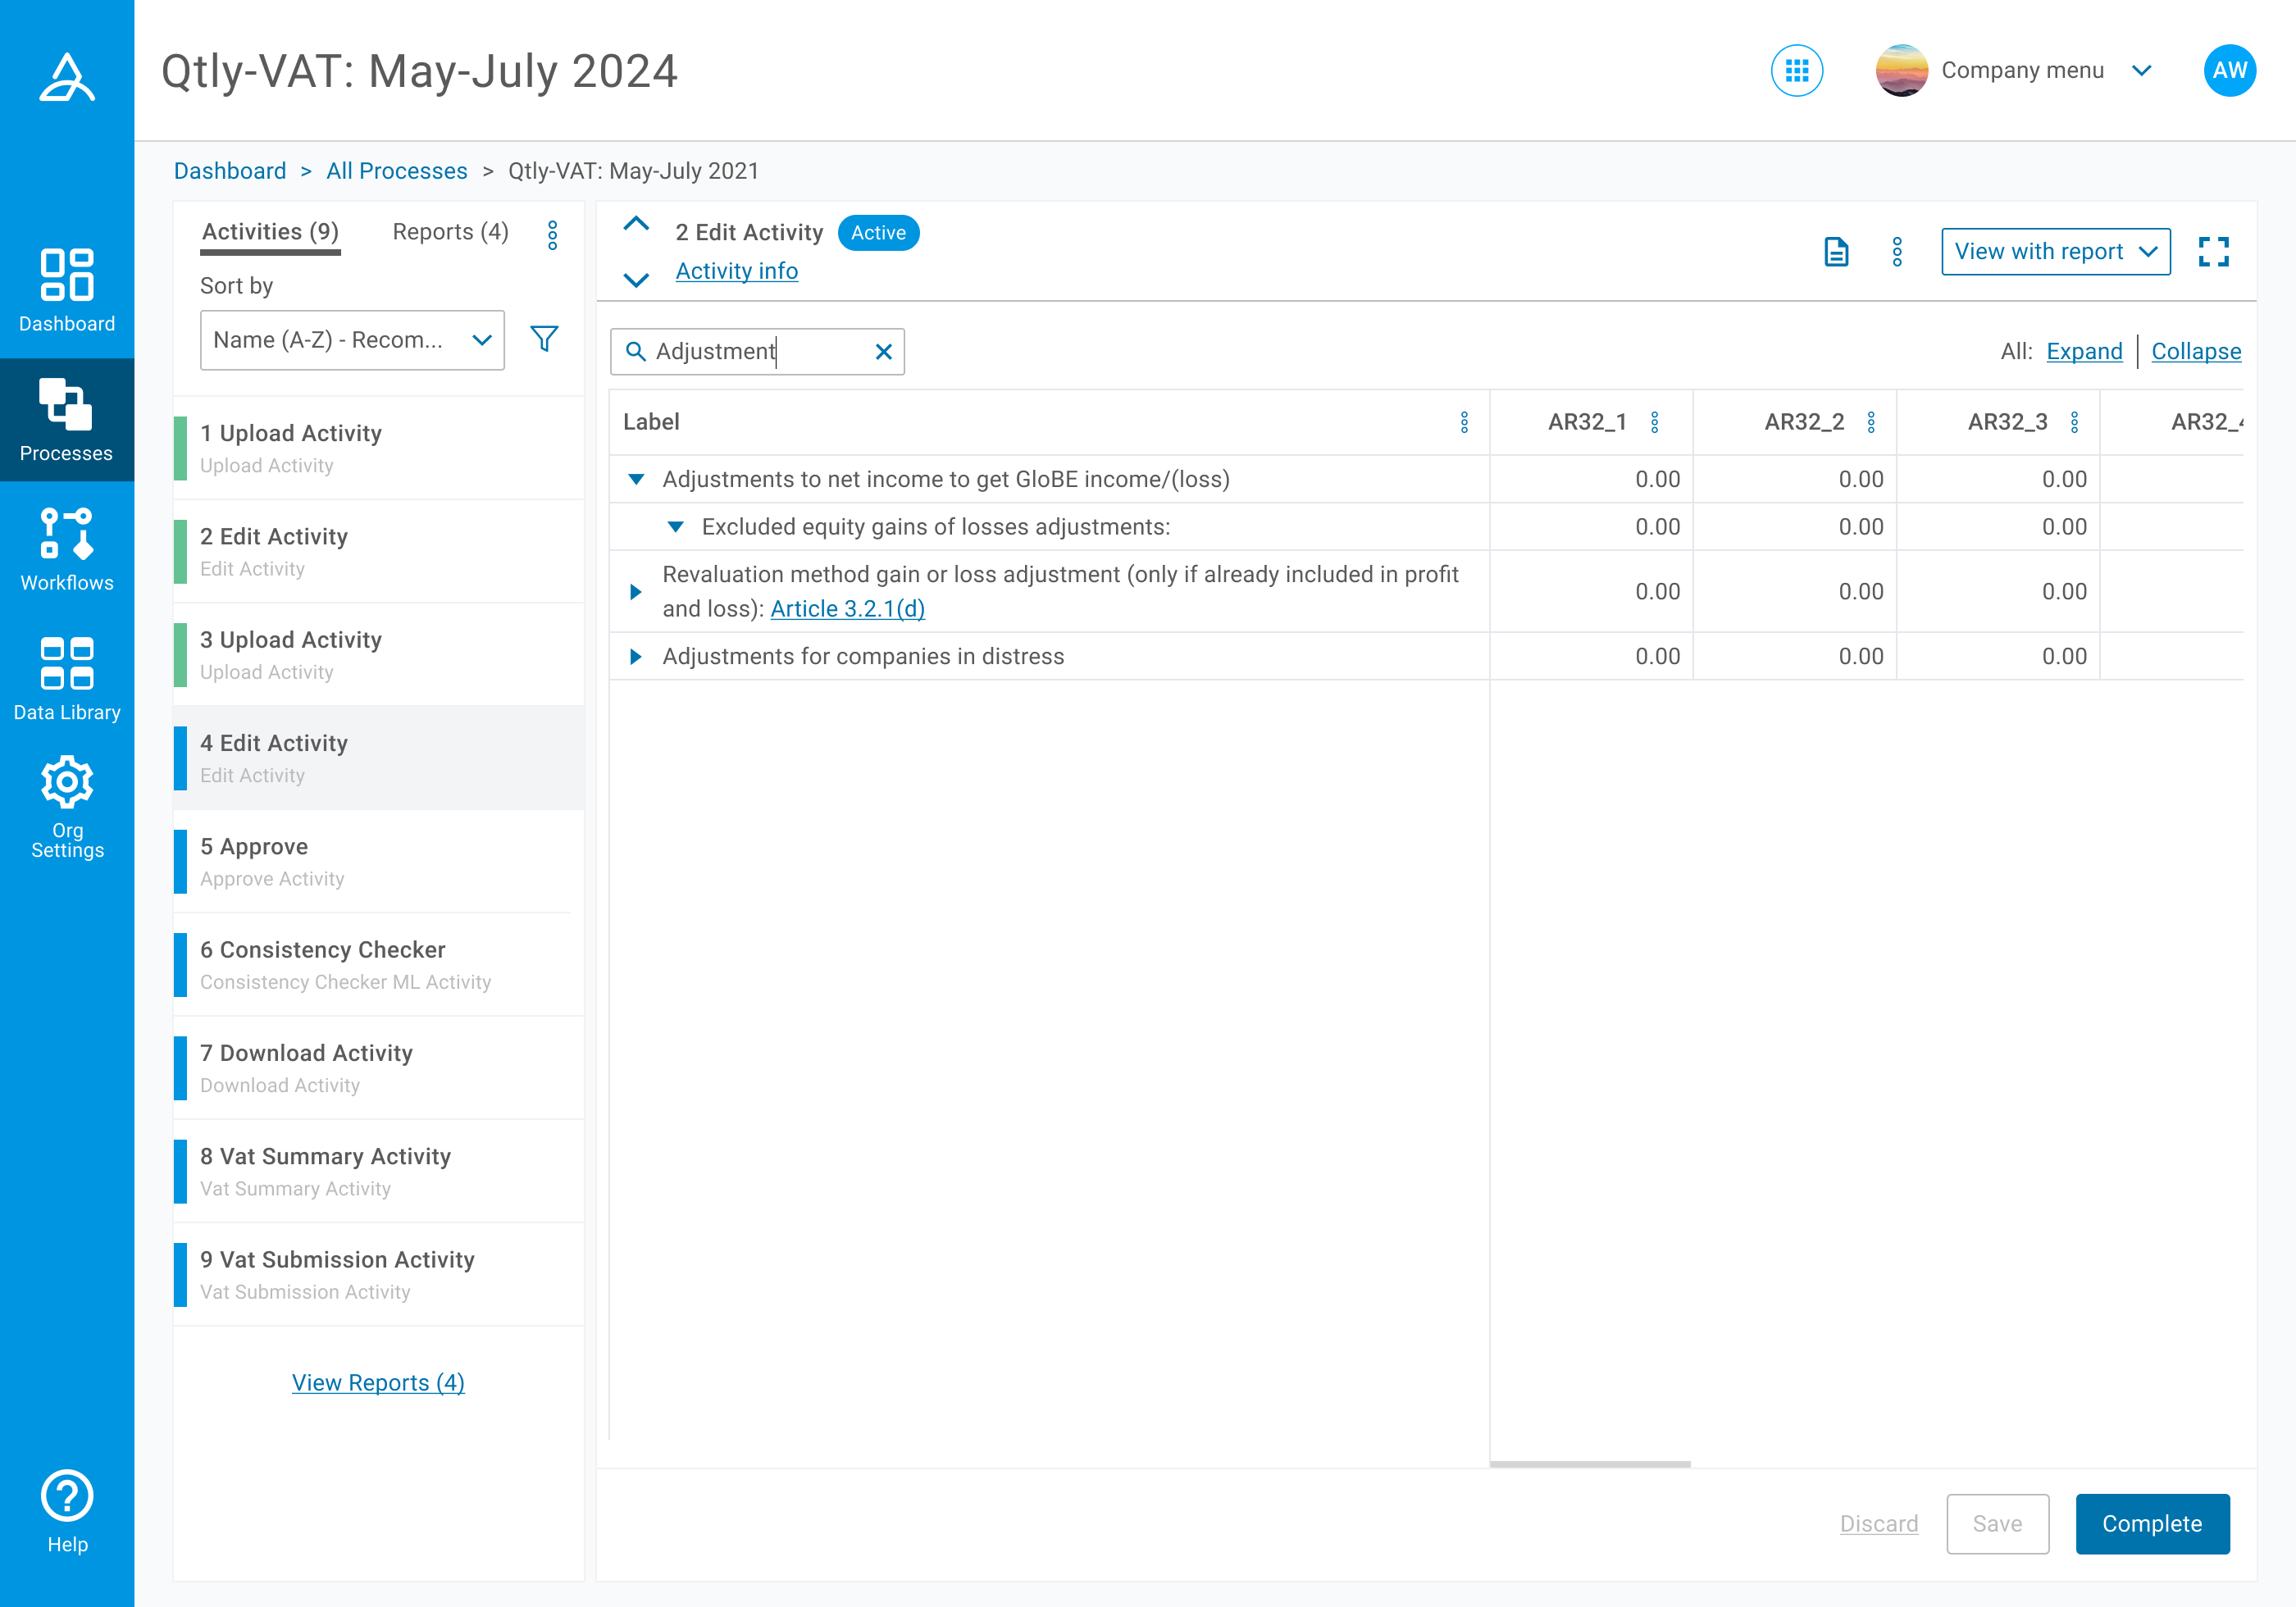 Qtly-VAT: May-July 2024
Company menu
AW
Dashboard > All Processes > Qtly-VAT: May-July 2021
Dashboard
Processes
Workflows
Data Library
Org
Settings
Help
Activities (9)
Reports (4)
Sort by
Name (A-Z) - Recom...
1 Upload Activity
Upload Activity
2 Edit Activity
Edit Activity
3 Upload Activity
Upload Activity
4 Edit Activity
Edit Activity
5 Approve
Approve Activity
6 Consistency Checker
Consistency Checker ML Activity
7 Download Activity
Download Activity
8 Vat Summary Activity
Vat Summary Activity
9 Vat Submission Activity
Vat Submission Activity
View Reports (4)
2 Edit Activity Active
Activity info
View with report
Adjustment
All: Expand | Collapse
Label AR32_1 AR32_2 AR32_3 AR32_4
Adjustments to net income to get GloBE income/(loss) 0.00 0.00 0.00
Excluded equity gains of losses adjustments: 0.00 0.00 0.00
Revaluation method gain or loss adjustment (only if already included in profit
and loss): Article 3.2.1(d) 0.00 0.00 0.00
Adjustments for companies in distress 0.00 0.00 0.00
Discard
Save
Complete